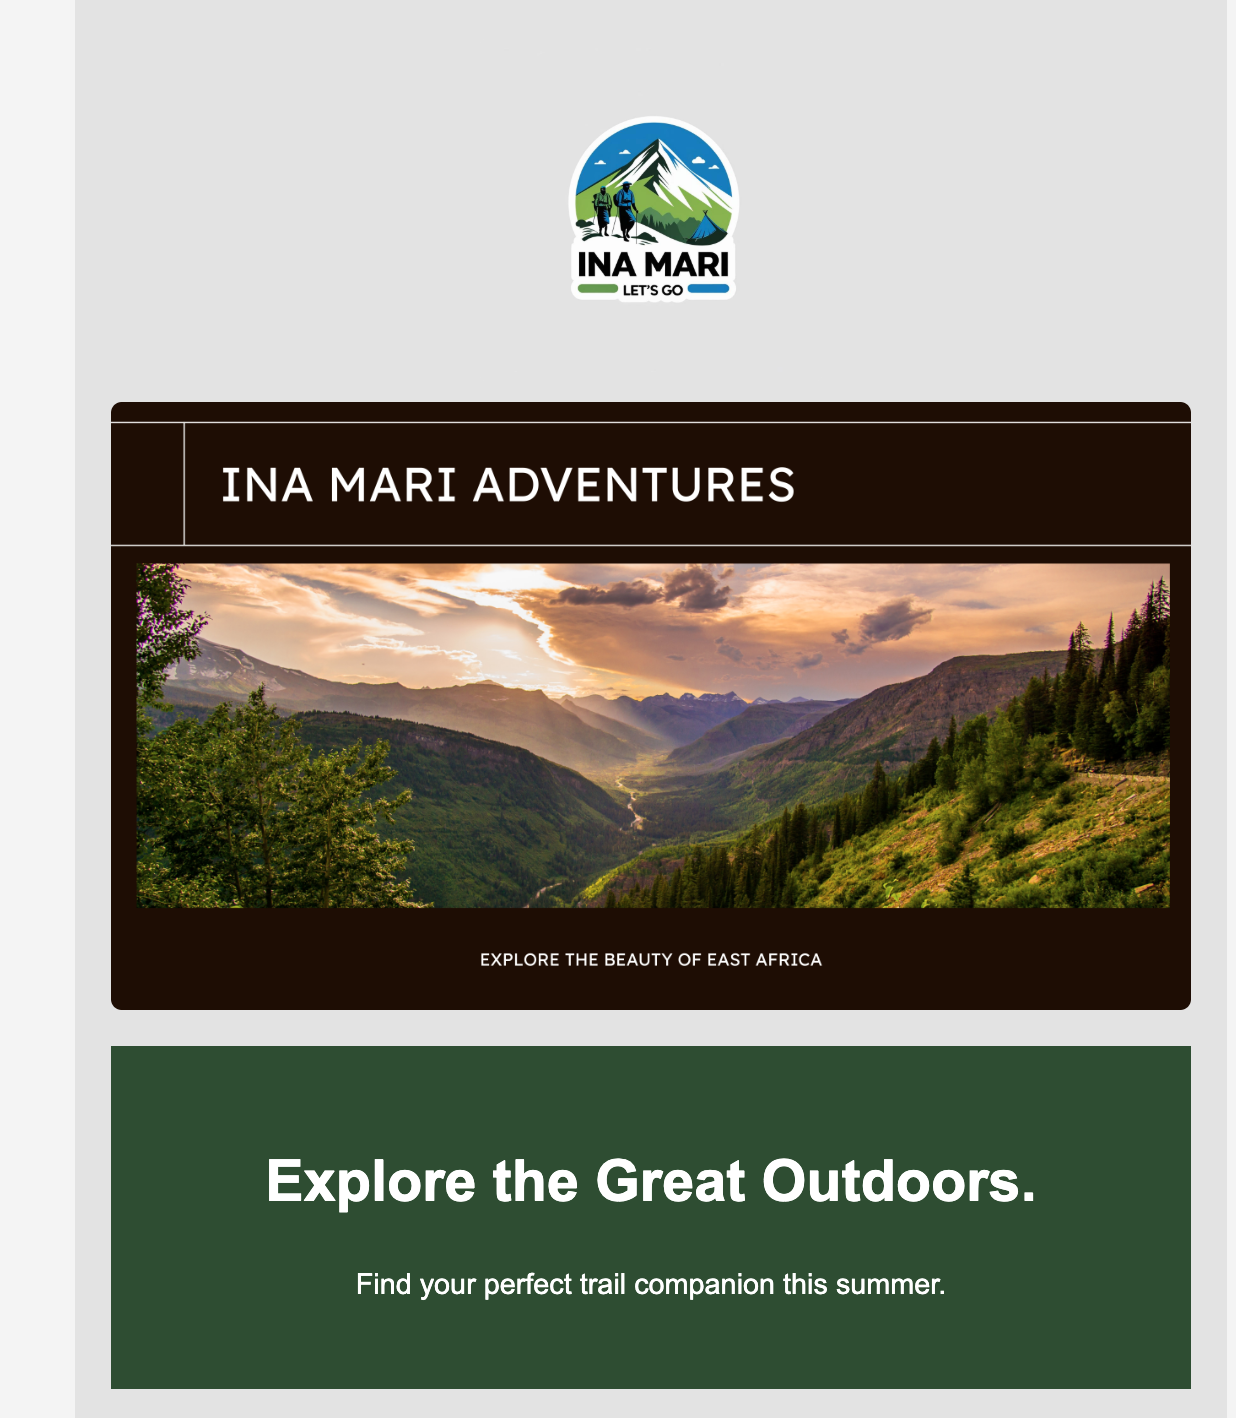 INA MARI
LET'S GO
INA MARI ADVENTURES
EXPLORE THE BEAUTY OF EAST AFRICA
Explore the Great Outdoors.
Find your perfect trail companion this summer.